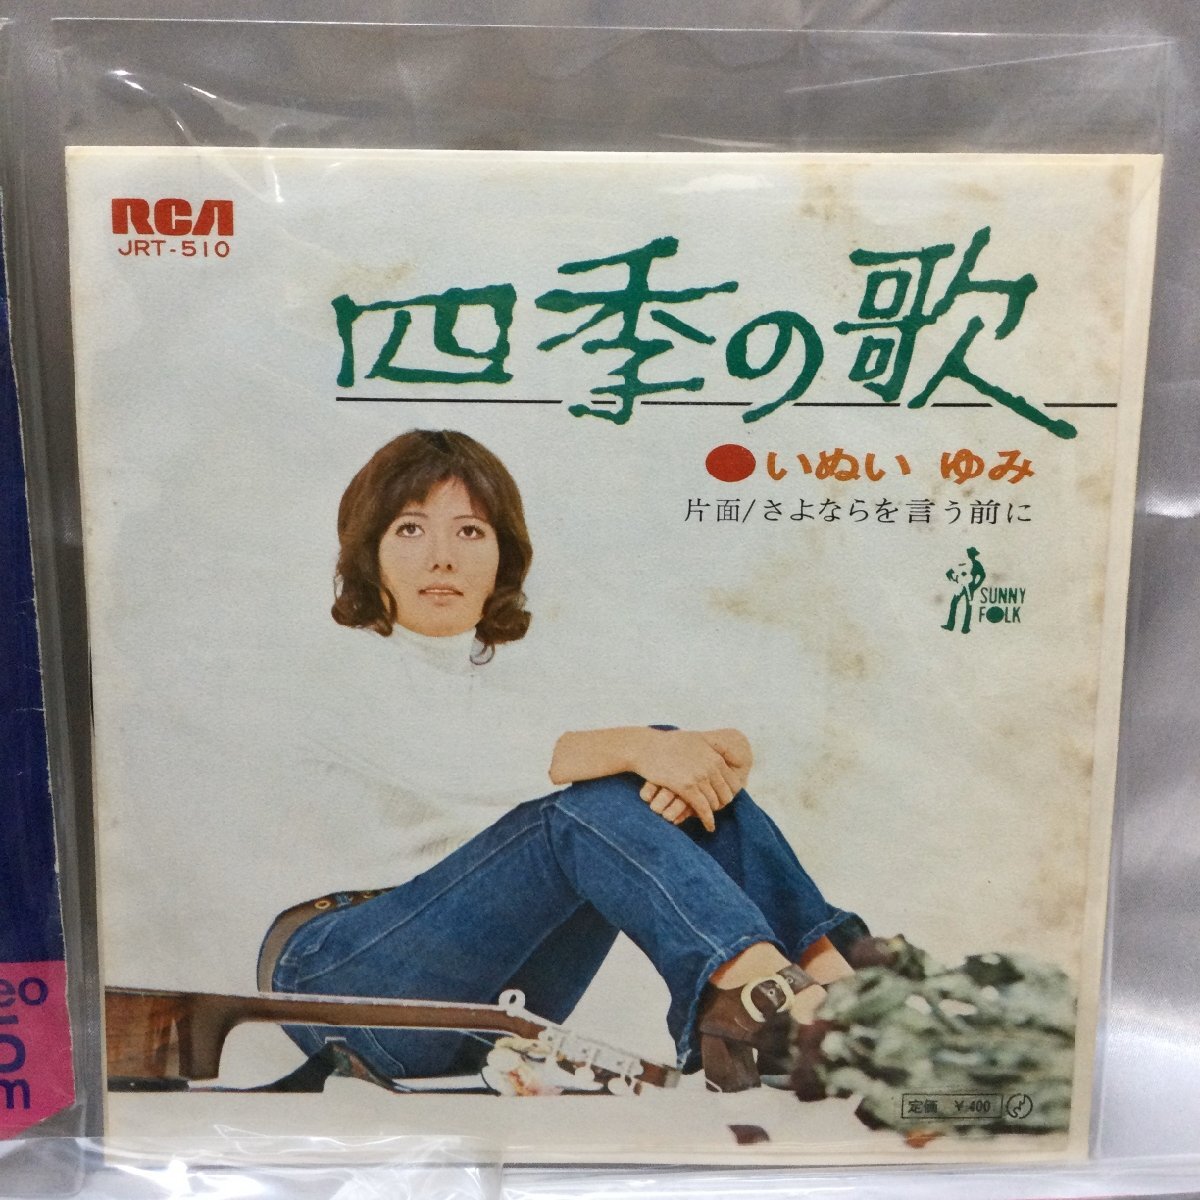 RCA
JRT-510
四季の歌
●いぬい ゆみ
片面/さよならを言う前に
SUNNY
FOLK
定価 ¥400
eo
m